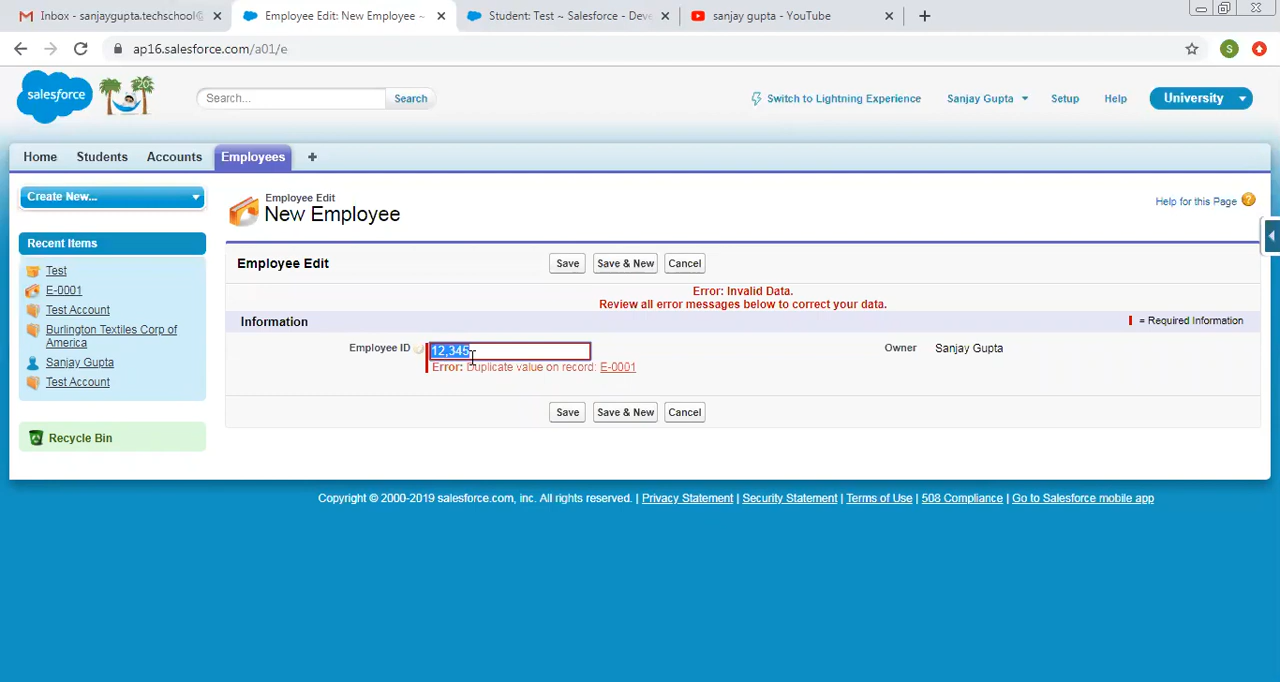 Inbox - sanjaygupta.techschool@
Employee Edit: New Employee ~
Student: Test ~ Salesforce - Deve
sanjay gupta - YouTube
ap16.salesforce.com/a01/e
S
salesforce
20
Search...
Search
Switch to Lightning Experience
Sanjay Gupta
Setup
Help
University
Home
Students
Accounts
Employees
+
Create New...
Recent Items
Test
E-0001
Test Account
Burlington Textiles Corp of
America
Sanjay Gupta
Test Account
Recycle Bin
Employee Edit
New Employee
Help for this Page
Employee Edit
Save
Save & New
Cancel
Error: Invalid Data.
Review all error messages below to correct your data.
Information
= Required Information
Employee ID
12,345
Error: Duplicate value on record: E-0001
Owner
Sanjay Gupta
Save
Save & New
Cancel
Copyright © 2000-2019 salesforce.com, inc. All rights reserved. | Privacy Statement | Security Statement | Terms of Use | 508 Compliance | Go to Salesforce mobile app